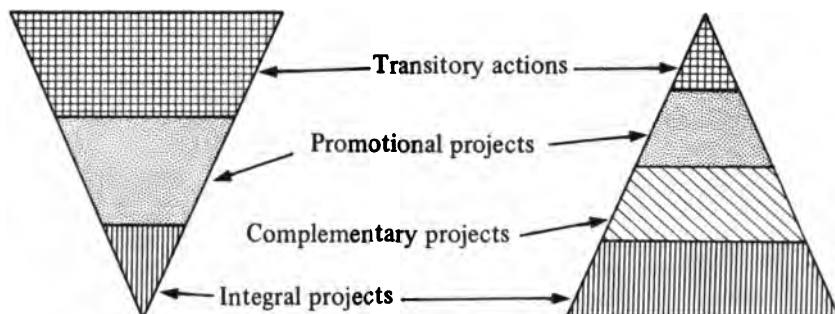 Transitory actions
Promotional projects
Complementary projects
Integral projects